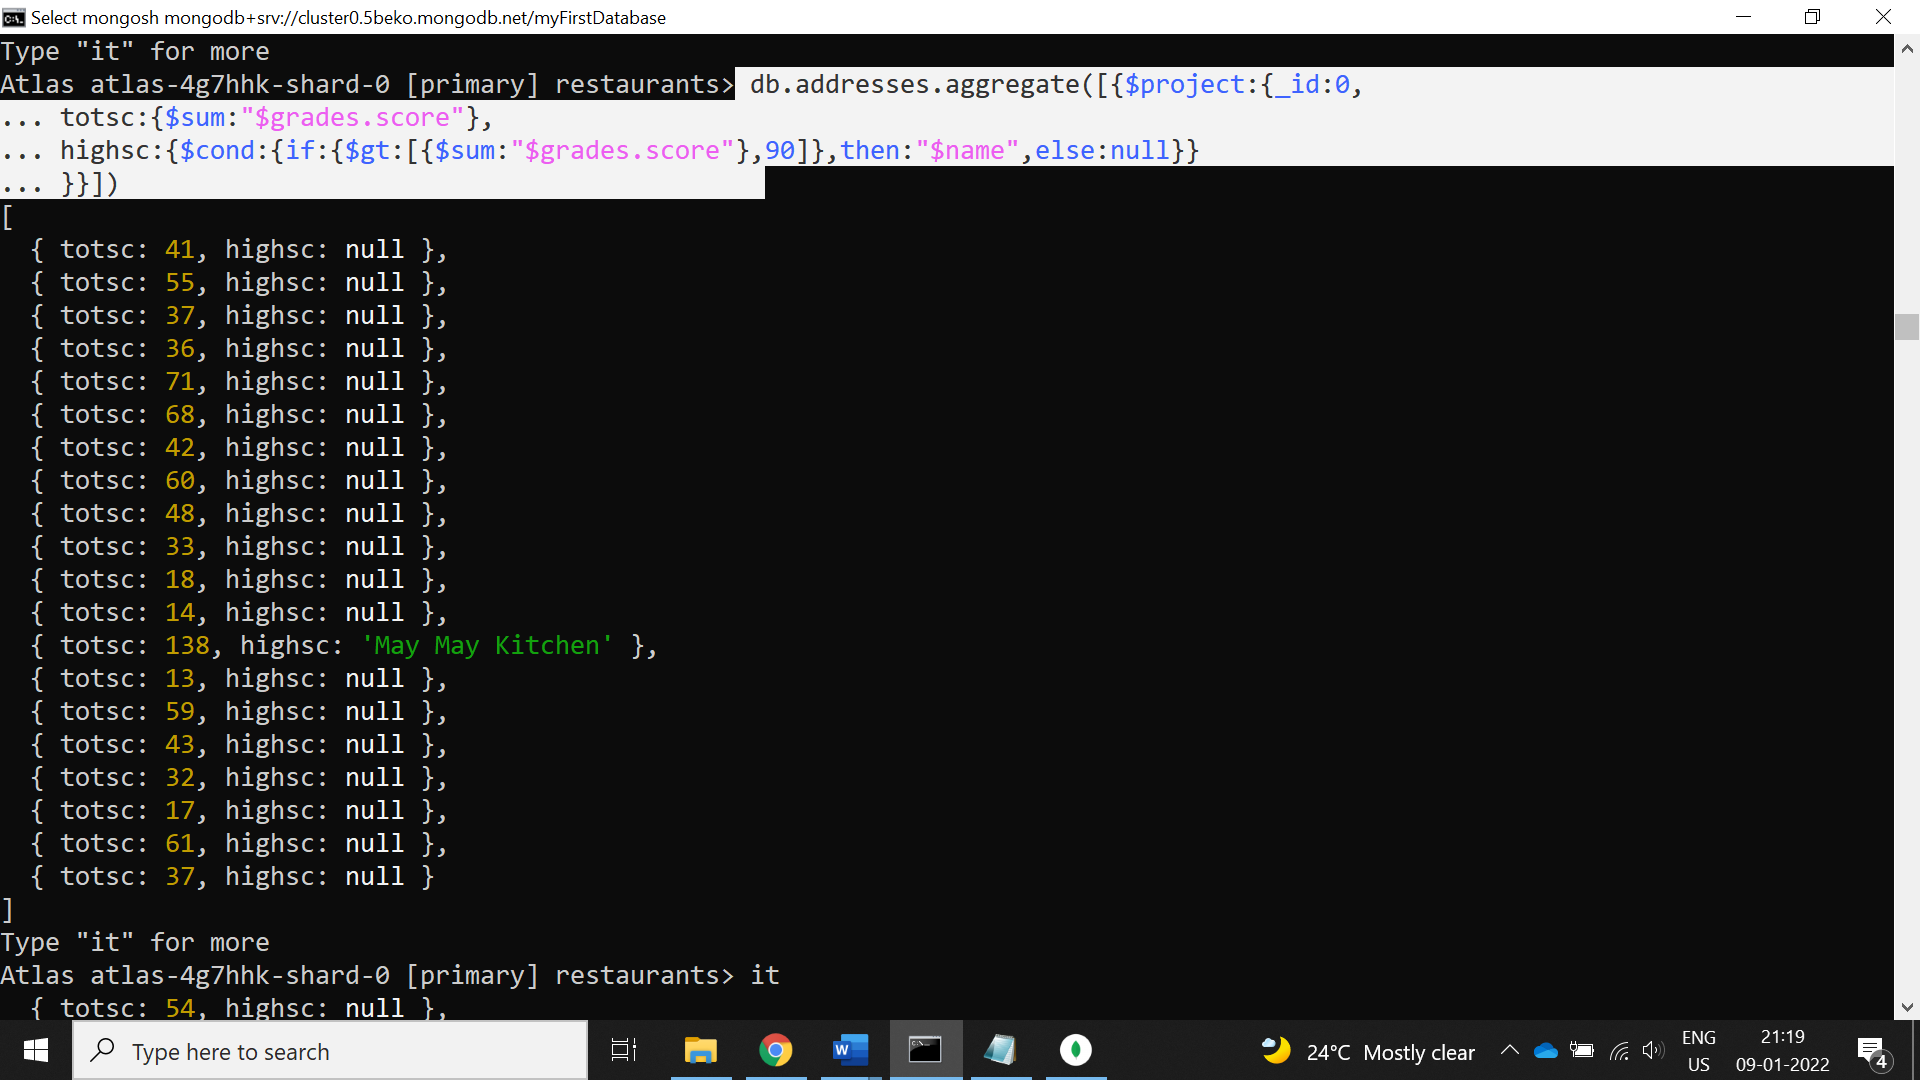 Select mongosh mongodb+srv://cluster0.5beko.mongodb.net/myFirstDatabase
Type "it" for more
Atlas atlas-4g7hhk-shard-0 [primary] restaurants> db.addresses.aggregate([{$project:{_id:0,
... totsc:{$sum:"$grades.score"},
... highsc:{$cond:{if:{$gt:[{$sum:"$grades.score"},90]},then:"$name",else:null}}
... }}])
[
  { totsc: 41, highsc: null },
  { totsc: 55, highsc: null },
  { totsc: 37, highsc: null },
  { totsc: 36, highsc: null },
  { totsc: 71, highsc: null },
  { totsc: 68, highsc: null },
  { totsc: 42, highsc: null },
  { totsc: 60, highsc: null },
  { totsc: 48, highsc: null },
  { totsc: 33, highsc: null },
  { totsc: 18, highsc: null },
  { totsc: 14, highsc: null },
  { totsc: 138, highsc: 'May May Kitchen' },
  { totsc: 13, highsc: null },
  { totsc: 59, highsc: null },
  { totsc: 43, highsc: null },
  { totsc: 32, highsc: null },
  { totsc: 17, highsc: null },
  { totsc: 61, highsc: null },
  { totsc: 37, highsc: null }
]
Type "it" for more
Atlas atlas-4g7hhk-shard-0 [primary] restaurants> it
  { totsc: 54, highsc: null },
Type here to search
W
24°C Mostly clear
ENG
US
21:19
09-01-2022
4